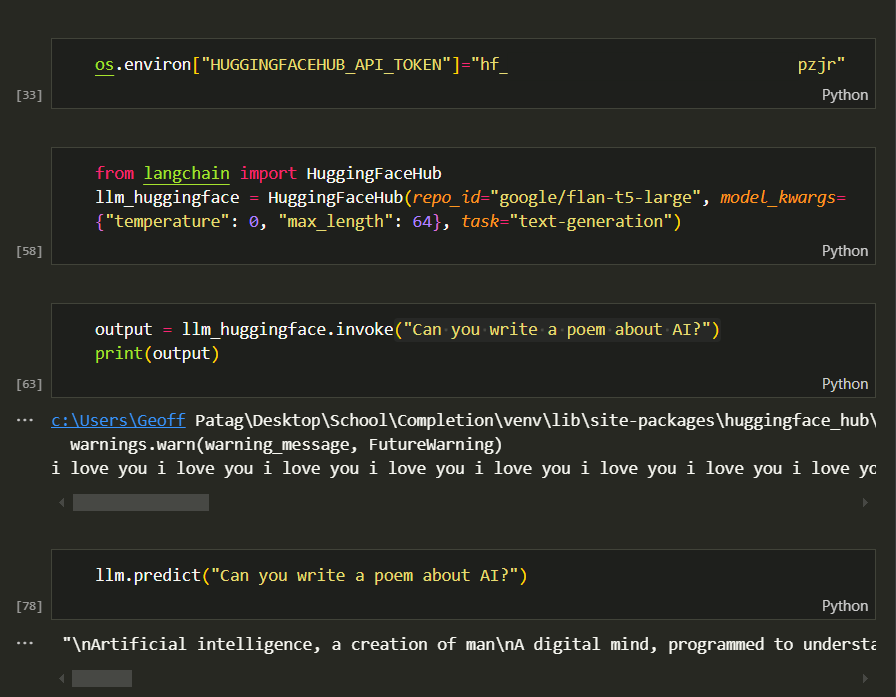 os.environ["HUGGINGFACEHUB_API_TOKEN"]="hf_ pzjr"
[33]
Python
from langchain import HuggingFaceHub
llm_huggingface = HuggingFaceHub(repo_id="google/flan-t5-large", model_kwargs=
{"temperature": 0, "max_length": 64}, task="text-generation")
[58]
Python
output = llm_huggingface.invoke("Can you write a poem about AI?")
print(output)
[63]
Python
... c:\Users\Geoff Patag\Desktop\School\Completion\venv\lib\site-packages\huggingface_hub\
warnings.warn(warning_message, FutureWarning)
i love you i love you i love you i love you i love you i love you i love you i love yo
llm.predict("Can you write a poem about AI?")
[78]
Python
... "\nArtificial intelligence, a creation of man\nA digital mind, programmed to understa